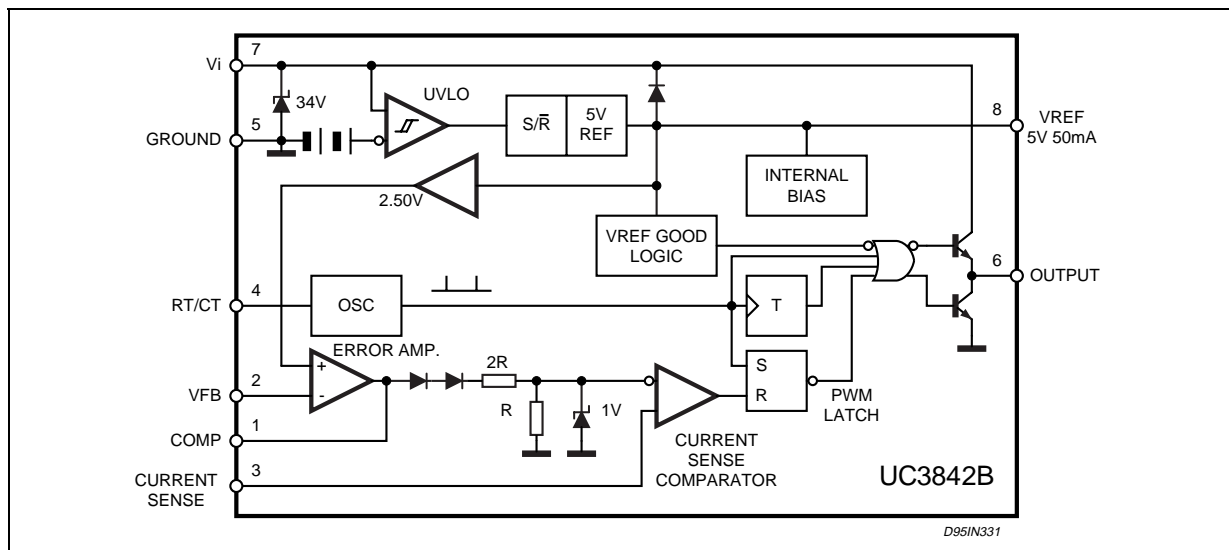 7
Vi
34V
UVLO
5
GROUND
S/R̅
5V
REF
8
VREF
5V 50mA
INTERNAL
BIAS
2.50V
VREF GOOD
LOGIC
6
OUTPUT
4
RT/CT
OSC
T
ERROR AMP.
2R
+
-
2
VFB
S
R
R
1V
PWM
LATCH
1
COMP
CURRENT
SENSE
COMPARATOR
3
CURRENT
SENSE
UC3842B
D95IN331